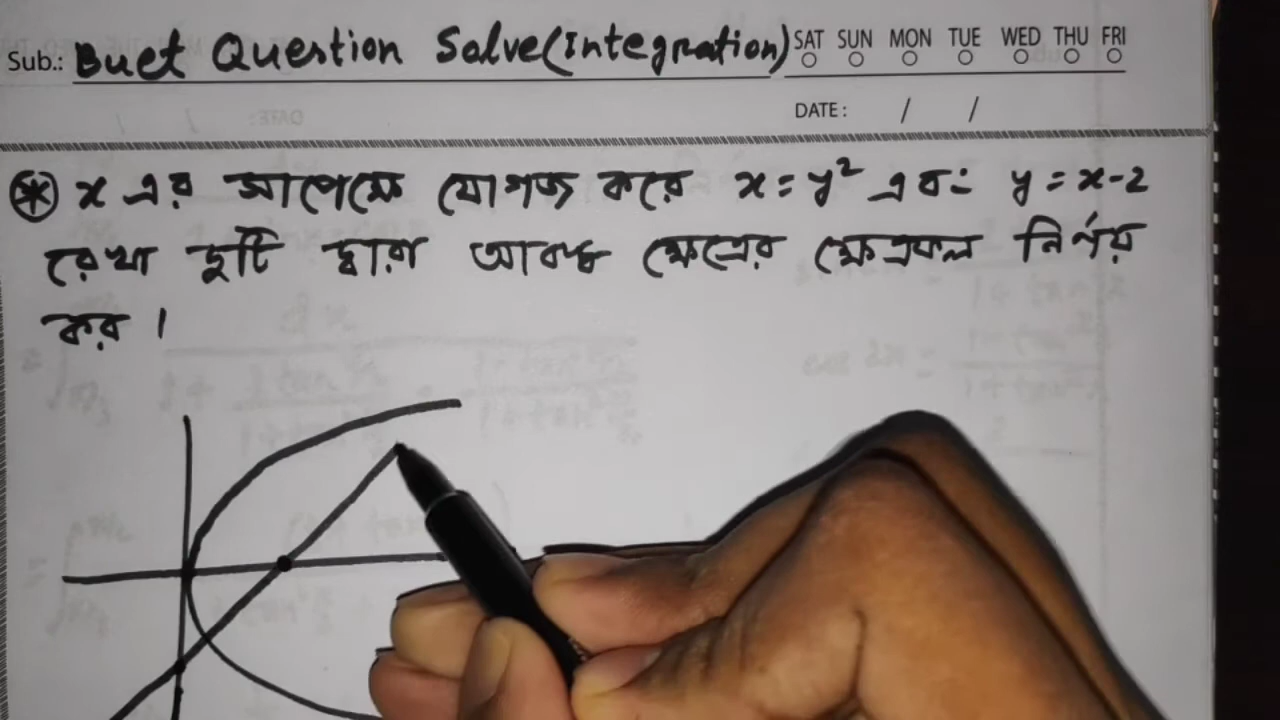 Sub.: Buet Question Solve(Integration) SAT SUN MON TUE WED THU FRI
DATE : / /
x এর সাপেক্ষে যোগজ করে x = y² এবং y = x-2
রেখা দুটি দ্বারা আবদ্ধ ক্ষেত্রের ক্ষেত্রফল নির্ণয়
কর ।